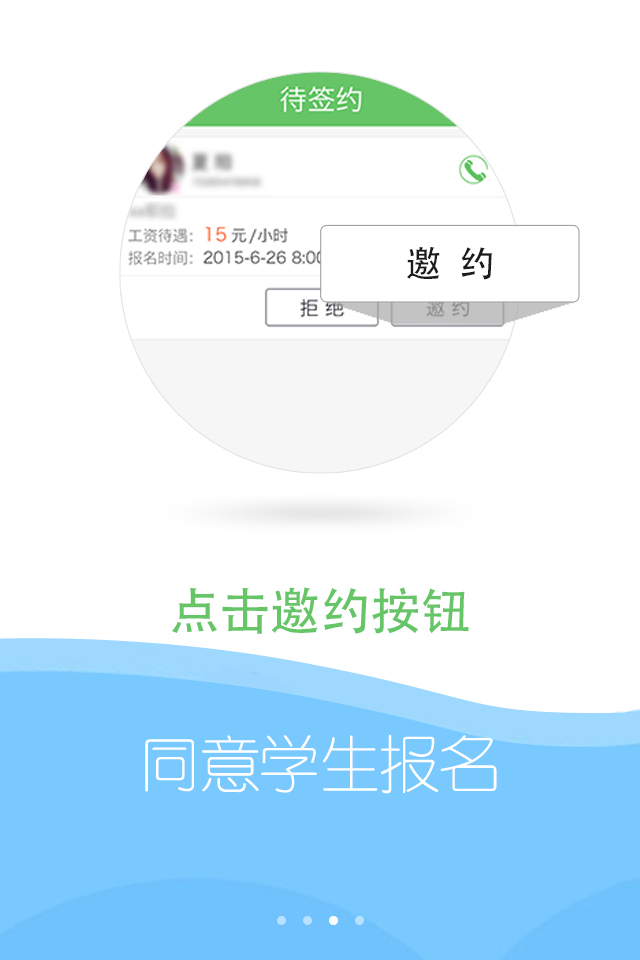 待签约
工资待遇：15 元/小时
报名时间：2015-6-26 8:00
邀 约
拒 绝
邀 约
点击邀约按钮
同意学生报名